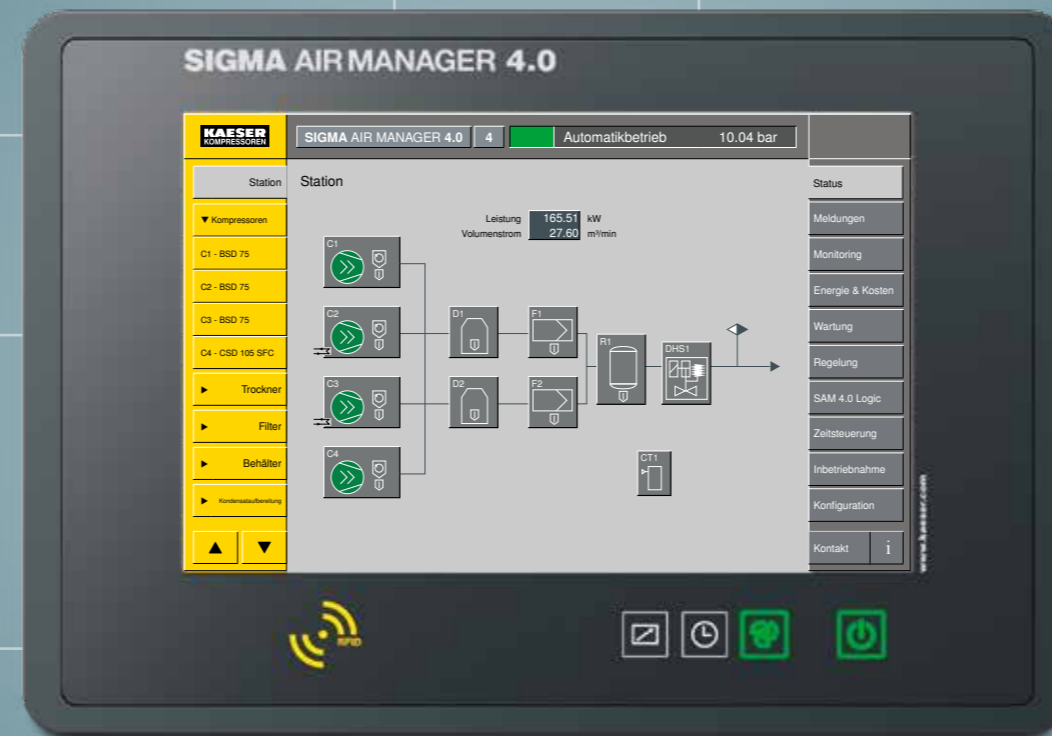 SIGMA AIR MANAGER 4.0
KAESER
KOMPRESSOREN
SIGMA AIR MANAGER 4.0 4 Automatikbetrieb 10.04 bar
Station
▼ Kompressoren
C1 - BSD 75
C2 - BSD 75
C3 - BSD 75
C4 - CSD 105 SFC
► Trockner
► Filter
► Behälter
► Kondensataufbereitung
▲ ▼
Station
Leistung 165.51 kW
Volumenstrom 27.60 m³/min
C1
C2 D1 F1
R1 DHS1
C3 D2 F2
C4 CT1
Status
Meldungen
Monitoring
Energie & Kosten
Wartung
Regelung
SAM 4.0 Logic
Zeitsteuerung
Inbetriebnahme
Konfiguration
Kontakt i
www.kaeser.com
RFID